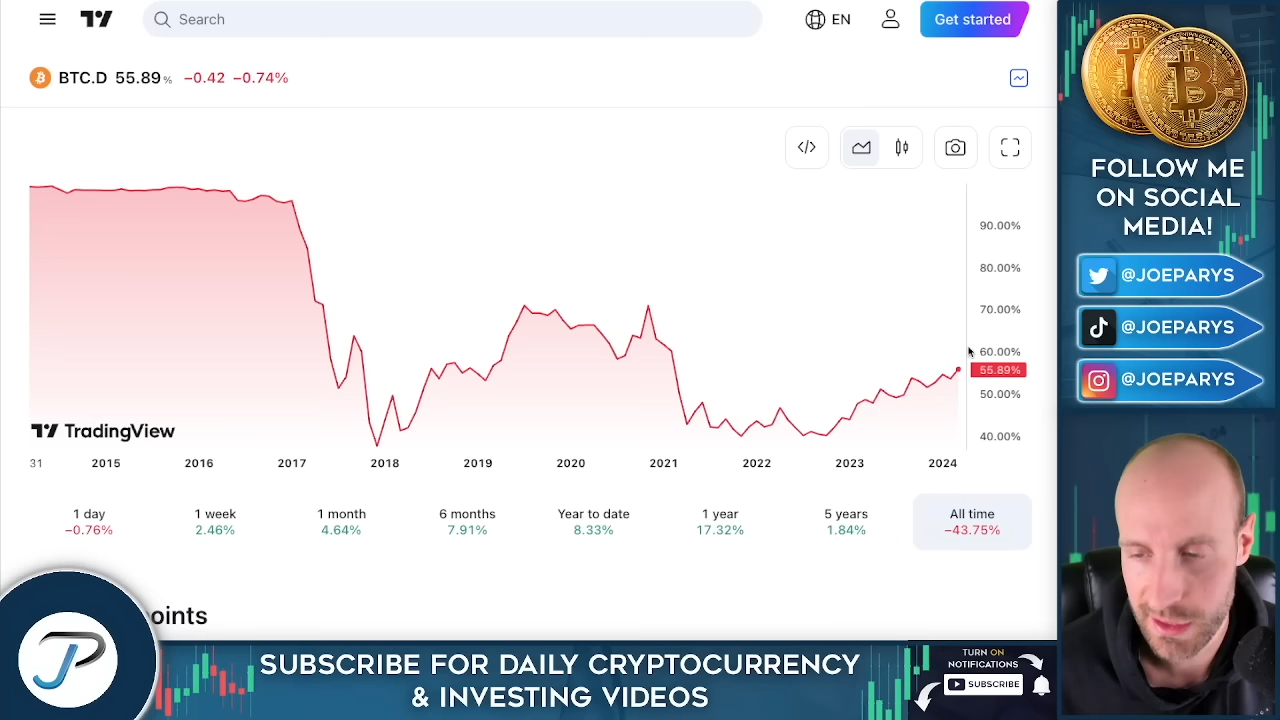 Search
EN
Get started
BTC.D 55.89% −0.42 −0.74%
90.00%
80.00%
70.00%
60.00%
55.89%
50.00%
40.00%
TradingView
31 2015 2016 2017 2018 2019 2020 2021 2022 2023 2024
1 day 1 week 1 month 6 months Year to date 1 year 5 years All time
−0.76% 2.46% 4.64% 7.91% 8.33% 17.32% 1.84% −43.75%
oints
SUBSCRIBE FOR DAILY CRYPTOCURRENCY
& INVESTING VIDEOS
TURN ON
NOTIFICATIONS
SUBSCRIBE
FOLLOW ME
ON SOCIAL
MEDIA!
@JOEPARYS
@JOEPARYS
@JOEPARYS